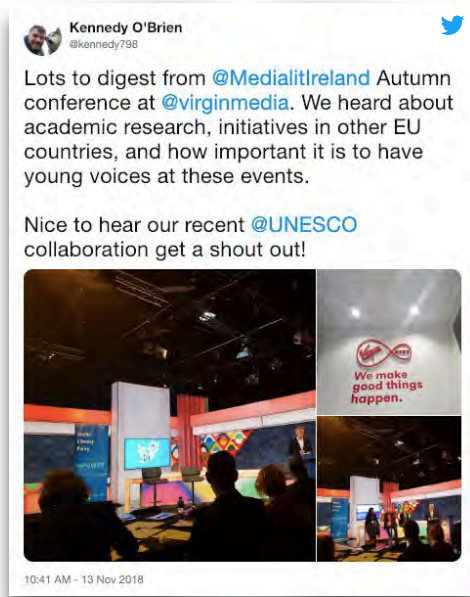 Kennedy O'Brien
@kennedy798
Lots to digest from @MedialitIreland Autumn
conference at @virginmedia. We heard about
academic research, initiatives in other EU
countries, and how important it is to have
young voices at these events.
Nice to hear our recent @UNESCO
collaboration get a shout out!
Virgin
We make
good things
happen.
10:41 AM - 13 Nov 2018